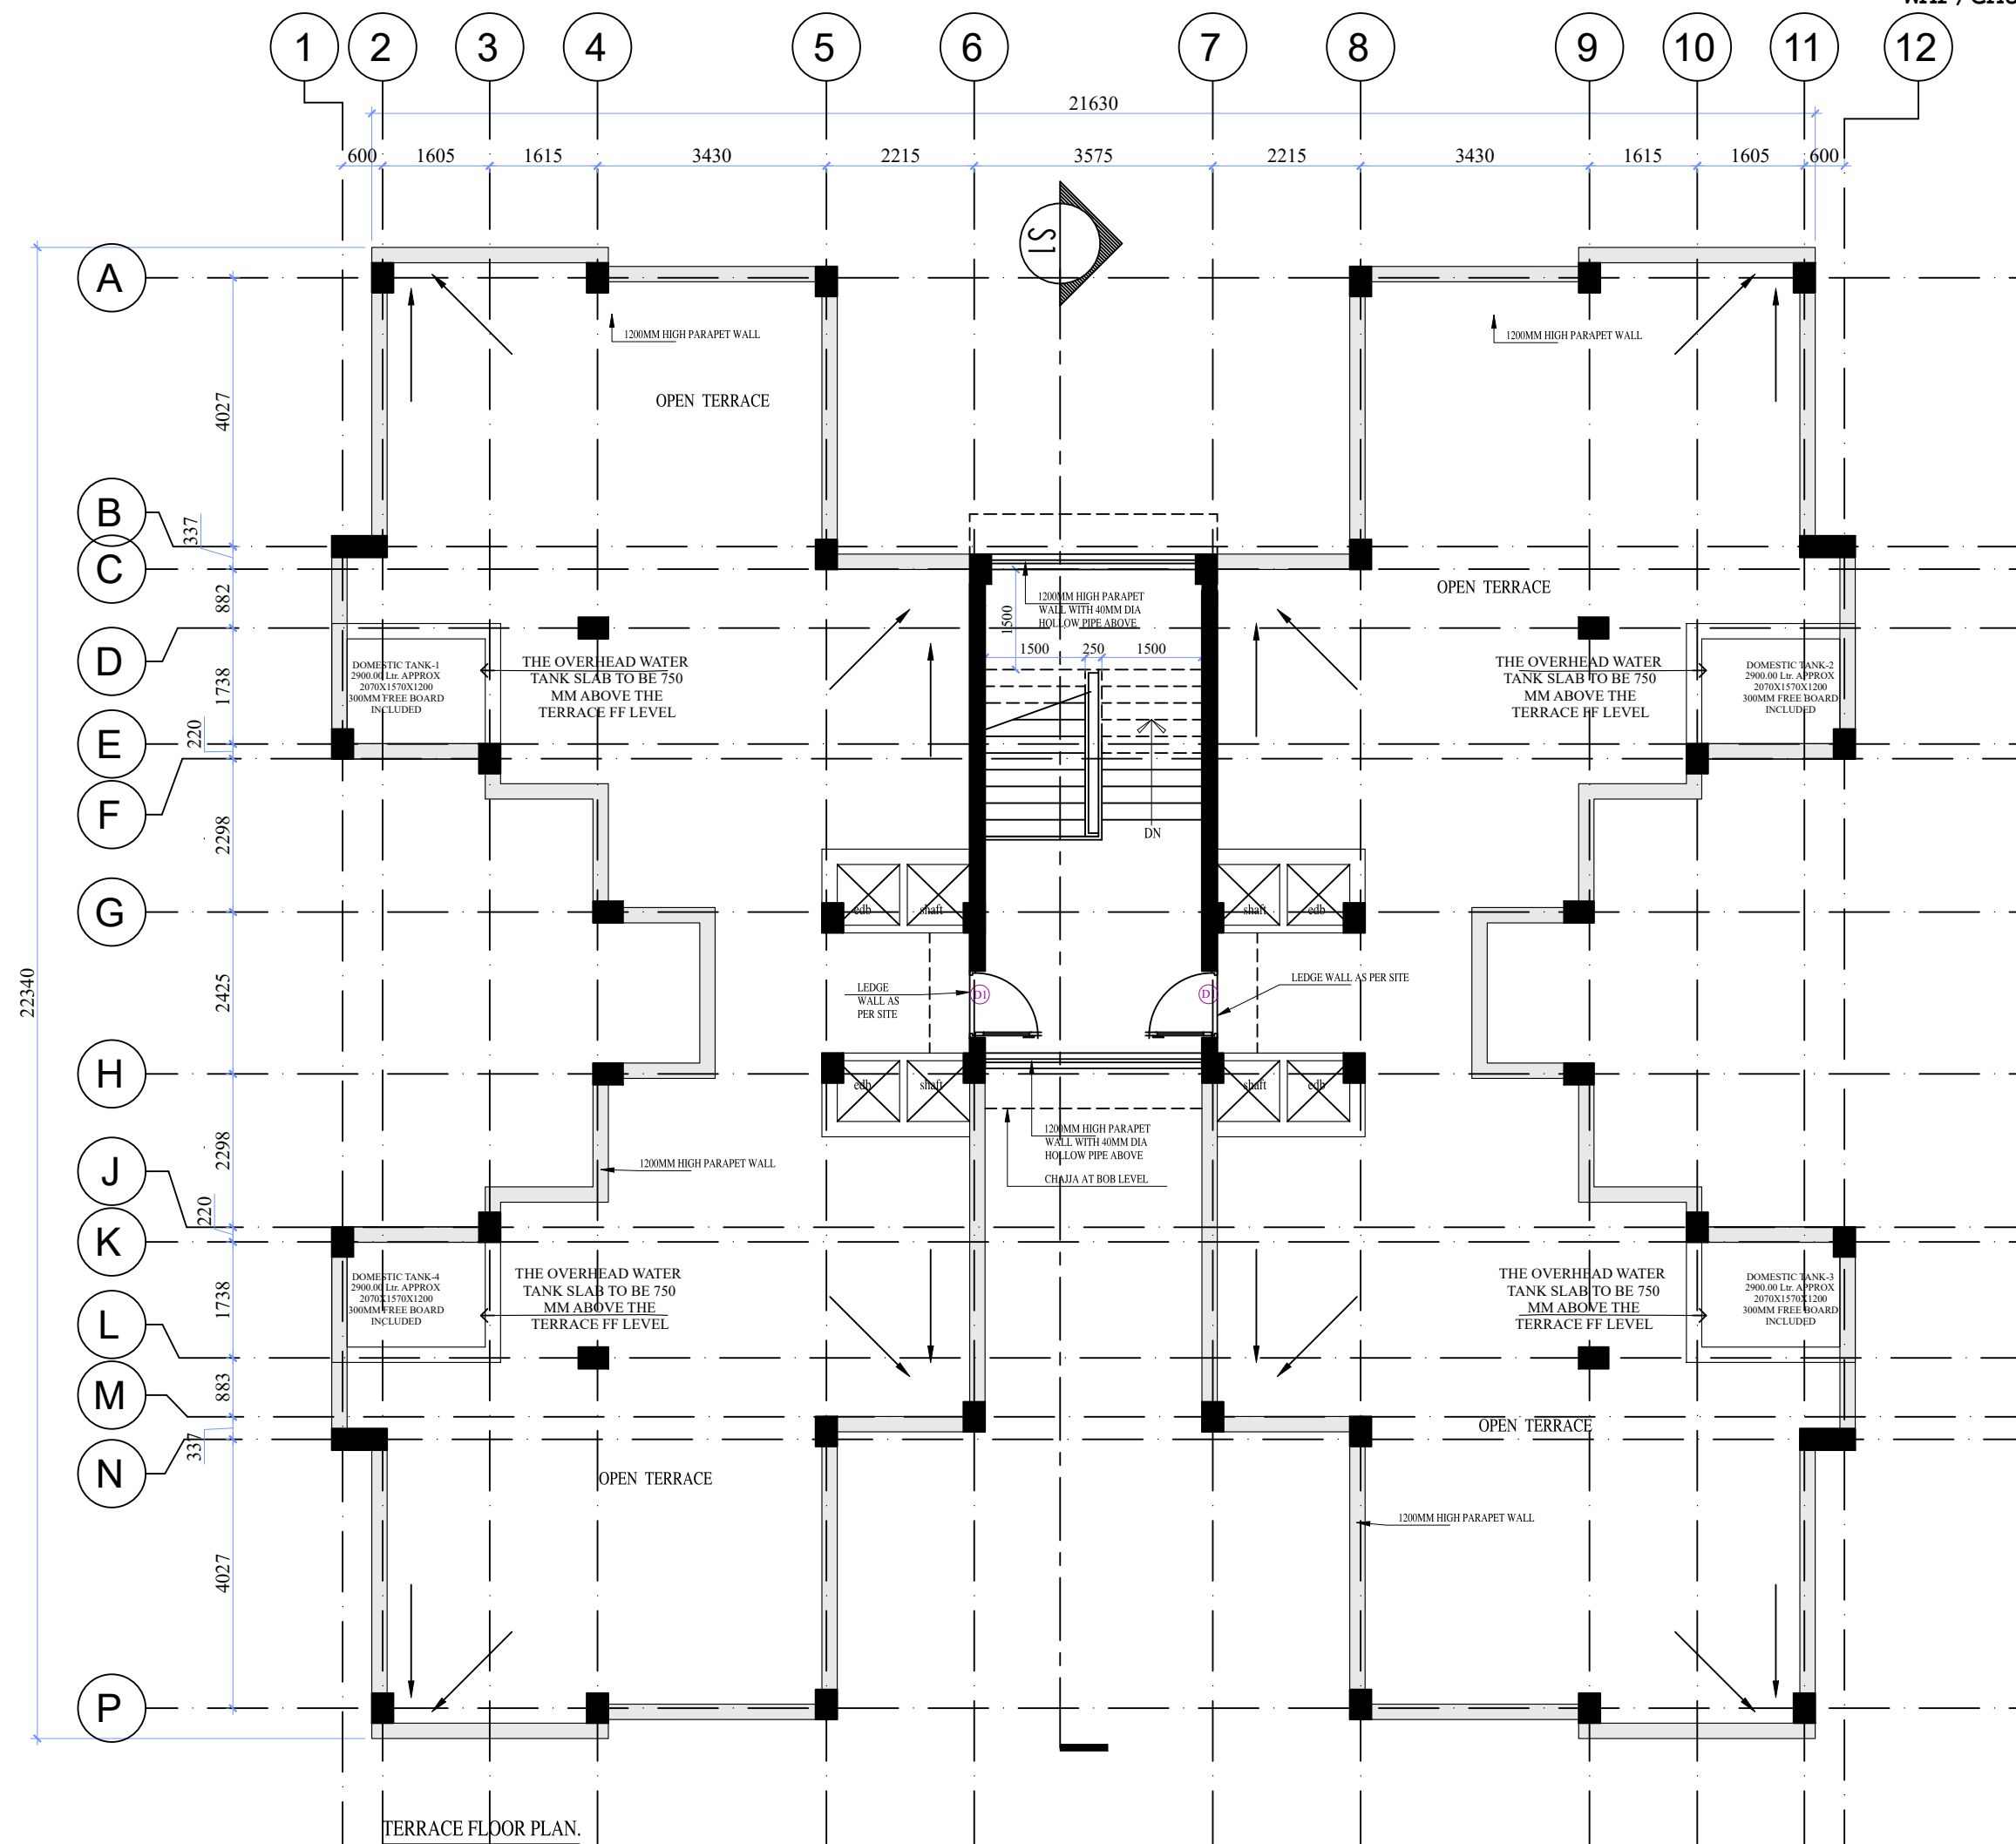 1 2 3 4 5 6 7 8 9 10 11 12
21630
600 1605 1615 3430 2215 3575 2215 3430 1615 1605 600
S1
A
1200MM HIGH PARAPET WALL
1200MM HIGH PARAPET WALL
OPEN TERRACE
4027
B
337
C
OPEN TERRACE
882
1200MM HIGH PARAPET
WALL WITH 40MM DIA
HOLLOW PIPE ABOVE
1500
1500 250 1500
D
DOMESTIC TANK-1
2900.00 Ltr. APPROX
2070X1570X1200
300MM FREE BOARD
INCLUDED
THE OVERHEAD WATER
TANK SLAB TO BE 750
MM ABOVE THE
TERRACE FF LEVEL
THE OVERHEAD WATER
TANK SLAB TO BE 750
MM ABOVE THE
TERRACE FF LEVEL
DOMESTIC TANK-2
2900.00 Ltr. APPROX
2070X1570X1200
300MM FREE BOARD
INCLUDED
1738
220
E
F
DN
2298
G
edb shaft shaft edb
22340
2425
LEDGE
WALL AS
PER SITE
D1
D1
LEDGE WALL AS PER SITE
H
edb shaft shaft edb
1200MM HIGH PARAPET
WALL WITH 40MM DIA
HOLLOW PIPE ABOVE
CHAJJA AT BOB LEVEL
2298
J
1200MM HIGH PARAPET WALL
220
K
DOMESTIC TANK-4
2900.00 Ltr. APPROX
2070X1570X1200
300MM FREE BOARD
INCLUDED
THE OVERHEAD WATER
TANK SLAB TO BE 750
MM ABOVE THE
TERRACE FF LEVEL
THE OVERHEAD WATER
TANK SLAB TO BE 750
MM ABOVE THE
TERRACE FF LEVEL
DOMESTIC TANK-3
2900.00 Ltr. APPROX
2070X1570X1200
300MM FREE BOARD
INCLUDED
1738
L
883
M
OPEN TERRACE
337
N
OPEN TERRACE
1200MM HIGH PARAPET WALL
4027
P
TERRACE FLOOR PLAN.